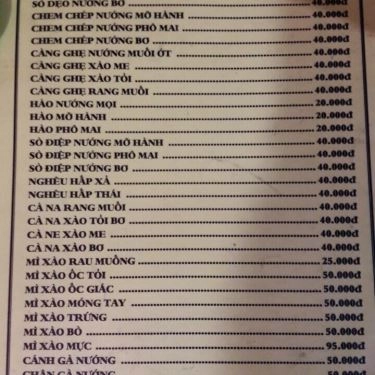 SÒ DẸO NƯỚNG BƠ 40.000đ
CHEM CHÉP NƯỚNG MỠ HÀNH 40.000đ
CHEM CHÉP NƯỚNG PHÔ MAI 40.000đ
CHEM CHÉP NƯỚNG BƠ 40.000đ
CÀNG GHẸ NƯỚNG MUỐI ỚT 40.000đ
CÀNG GHẸ XÀO ME 40.000đ
CÀNG GHẸ XÀO TỎI 40.000đ
CÀNG GHẸ RANG MUỐI 40.000đ
HÀO NƯỚNG MỌI 20.000đ
HÀO MỠ HÀNH 20.000đ
HÀO PHÔ MAI 20.000đ
SÒ ĐIỆP NƯỚNG MỠ HÀNH 40.000đ
SÒ ĐIỆP NƯỚNG PHÔ MAI 40.000đ
SÒ ĐIỆP NƯỚNG BƠ 40.000đ
NGHÊU HẤP XẢ 40.000đ
NGHÊU HẤP THÁI 40.000đ
CÀ NA RANG MUỐI 40.000đ
CÀ NA XÀO TỎI BƠ 40.000đ
CÀ NE XÀO ME 40.000đ
CÀ NA XÀO BƠ 40.000đ
MÌ XÀO RAU MUỐNG 25.000đ
MÌ XÀO ỐC TỎI 50.000đ
MÌ XÀO ỐC GIÁC 50.000đ
MÌ XÀO MÓNG TAY 50.000đ
MÌ XÀO TRỨNG 50.000đ
MÌ XÀO BÒ 50.000đ
MÌ XÀO MỰC 95.000đ
CÁNH GÀ NƯỚNG 50.000đ
CHÂN GÀ NƯỚNG 50.000đ